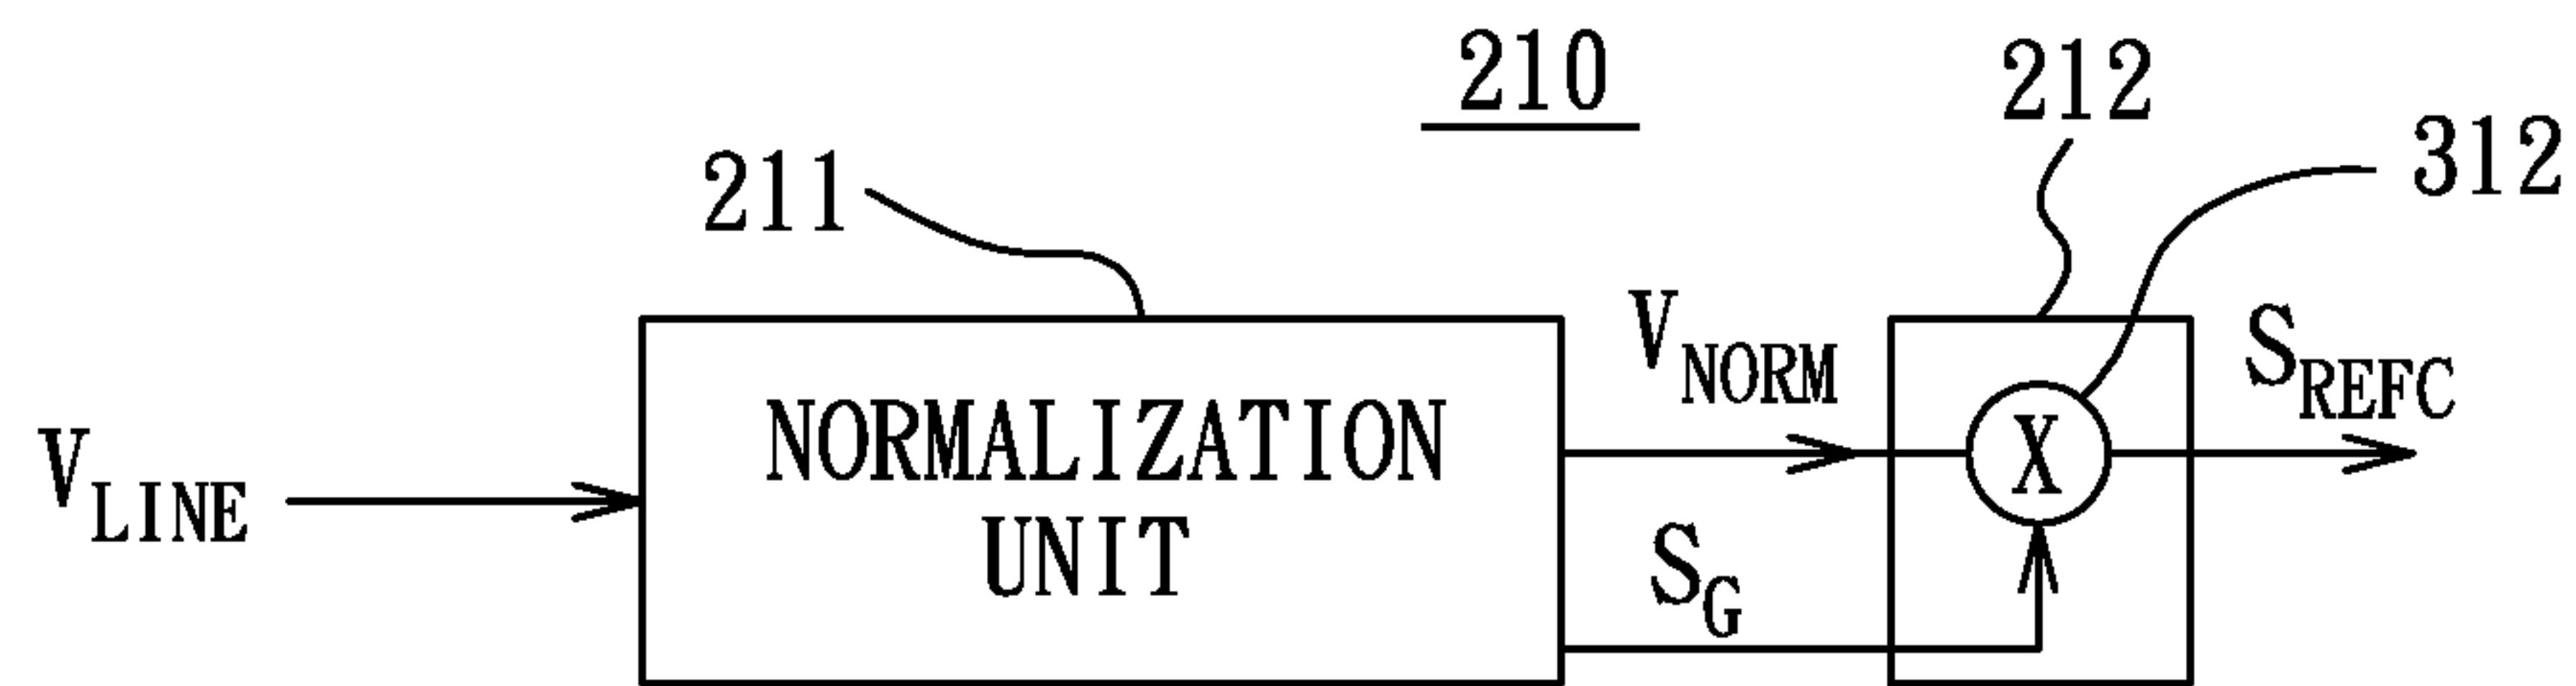 210
212
312
211
V_NORM
S_REFC
V_LINE
NORMALIZATION
UNIT
X
S_G